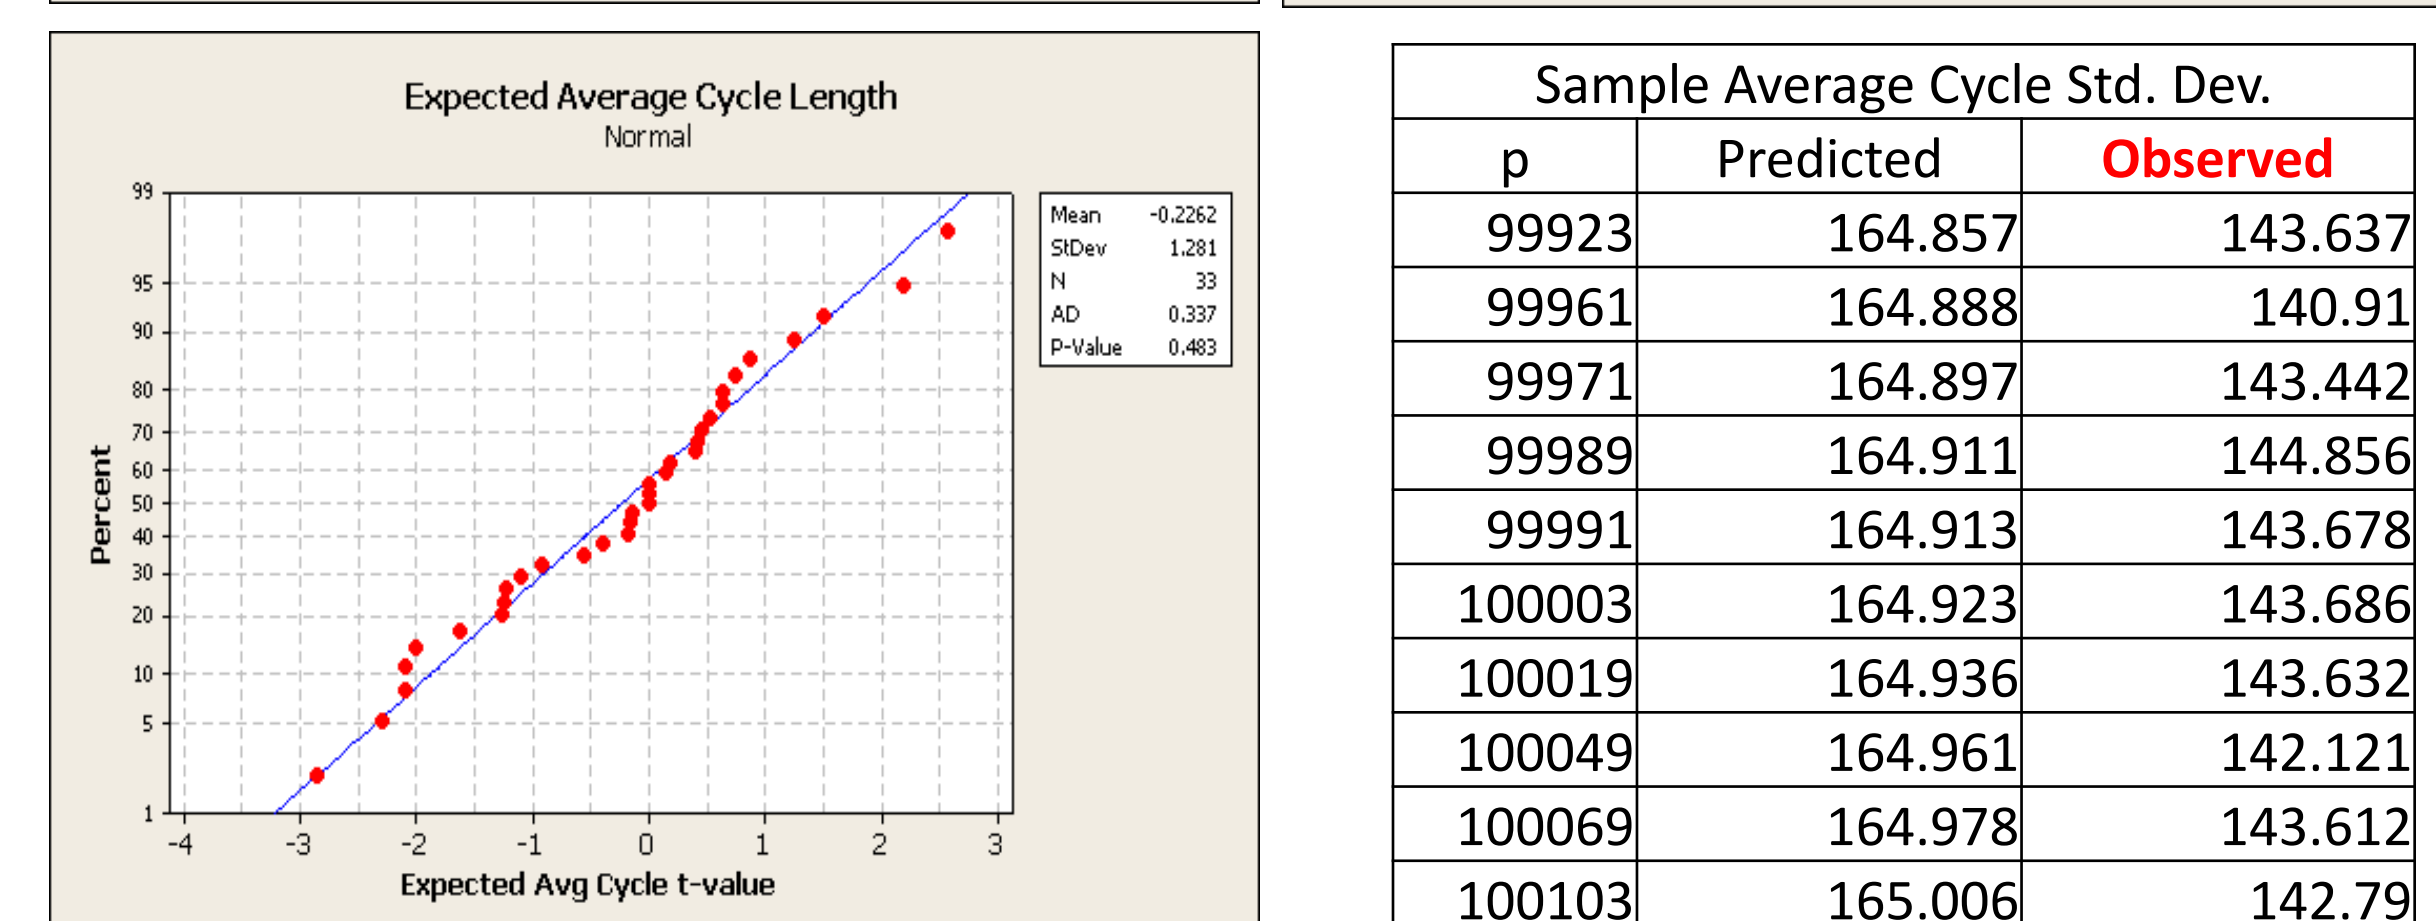 Expected Average Cycle Length
Normal
99
95
90
80
70
60
50
40
30
20
10
5
1
Percent
-4 -3 -2 -1 0 1 2 3
Expected Avg Cycle t-value
Mean -0.2262
StDev 1.281
N 33
AD 0.337
P-Value 0.483
Sample Average Cycle Std. Dev.
p Predicted Observed
99923 164.857 143.637
99961 164.888 140.91
99971 164.897 143.442
99989 164.911 144.856
99991 164.913 143.678
100003 164.923 143.686
100019 164.936 143.632
100049 164.961 142.121
100069 164.978 143.612
100103 165.006 142.79